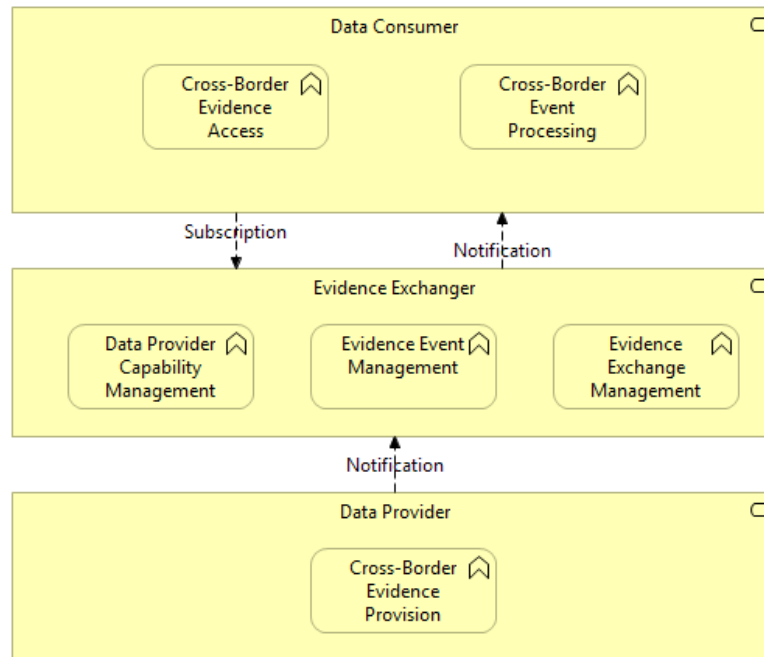 Data Consumer
Cross-Border
Evidence
Access
Cross-Border
Event
Processing
Subscription
Notification
Evidence Exchanger
Data Provider
Capability
Management
Evidence Event
Management
Evidence
Exchange
Management
Notification
Data Provider
Cross-Border
Evidence
Provision